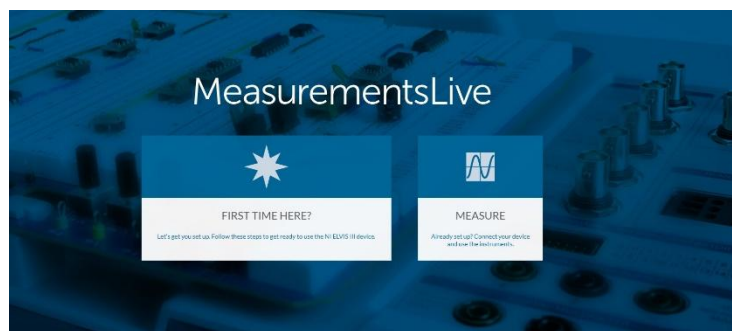 MeasurementsLive
FIRST TIME HERE?
Let's get you set up. Follow these steps to get ready to use the NI ELVIS III device.
MEASURE
Already set up? Connect your device
and use the instruments.